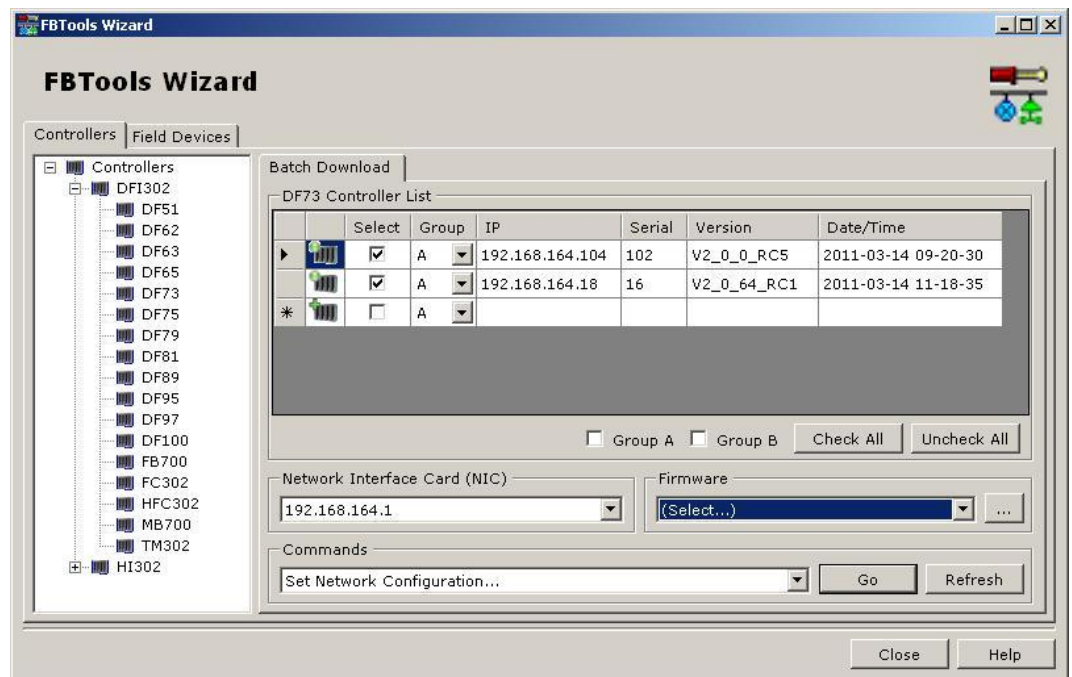 FBTools Wizard
FBTools Wizard
Controllers
Field Devices
Controllers
DFI302
DF51
DF62
DF63
DF65
DF73
DF75
DF79
DF81
DF89
DF95
DF97
DF100
FB700
FC302
HFC302
MB700
TM302
HI302
Batch Download
DF73 Controller List
Select Group IP Serial Version Date/Time
A 192.168.164.104 102 V2_0_0_RC5 2011-03-14 09-20-30
A 192.168.164.18 16 V2_0_64_RC1 2011-03-14 11-18-35
* A
Group A Group B Check All Uncheck All
Network Interface Card (NIC)
192.168.164.1
Firmware
(Select...) ...
Commands
Set Network Configuration... Go Refresh
Close Help